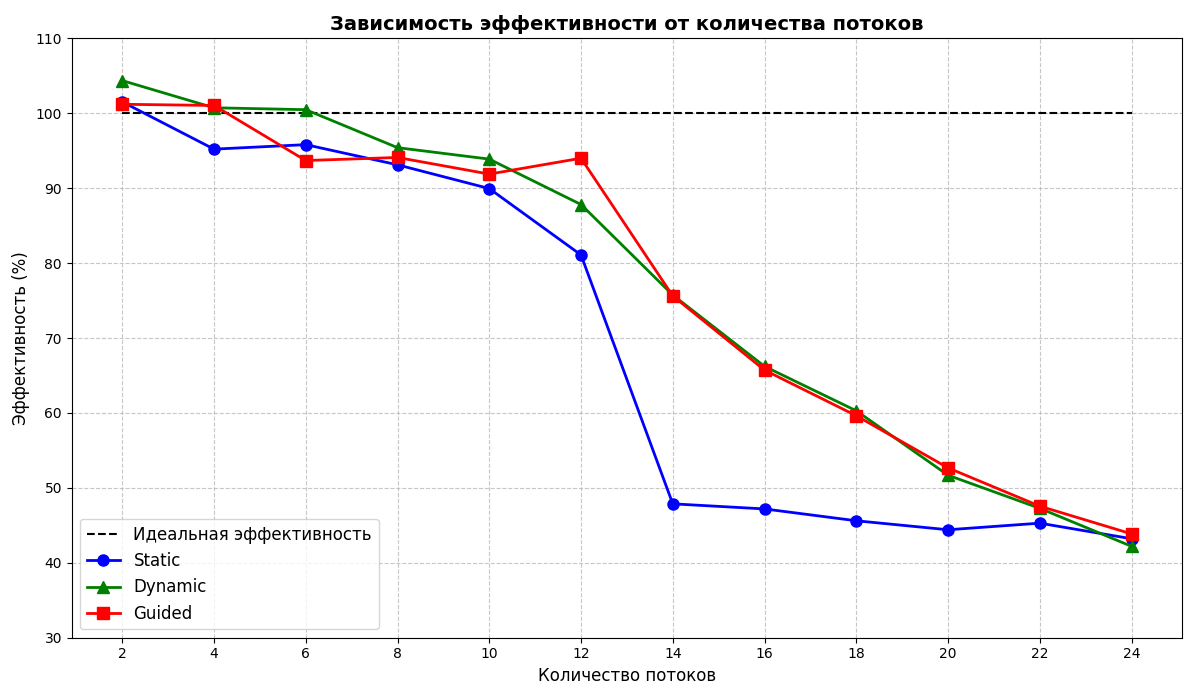 Зависимость эффективности от количества потоков
Эффективность (%)
110
100
90
80
70
60
50
40
30
Идеальная эффективность
Static
Dynamic
Guided
2 4 6 8 10 12 14 16 18 20 22 24
Количество потоков